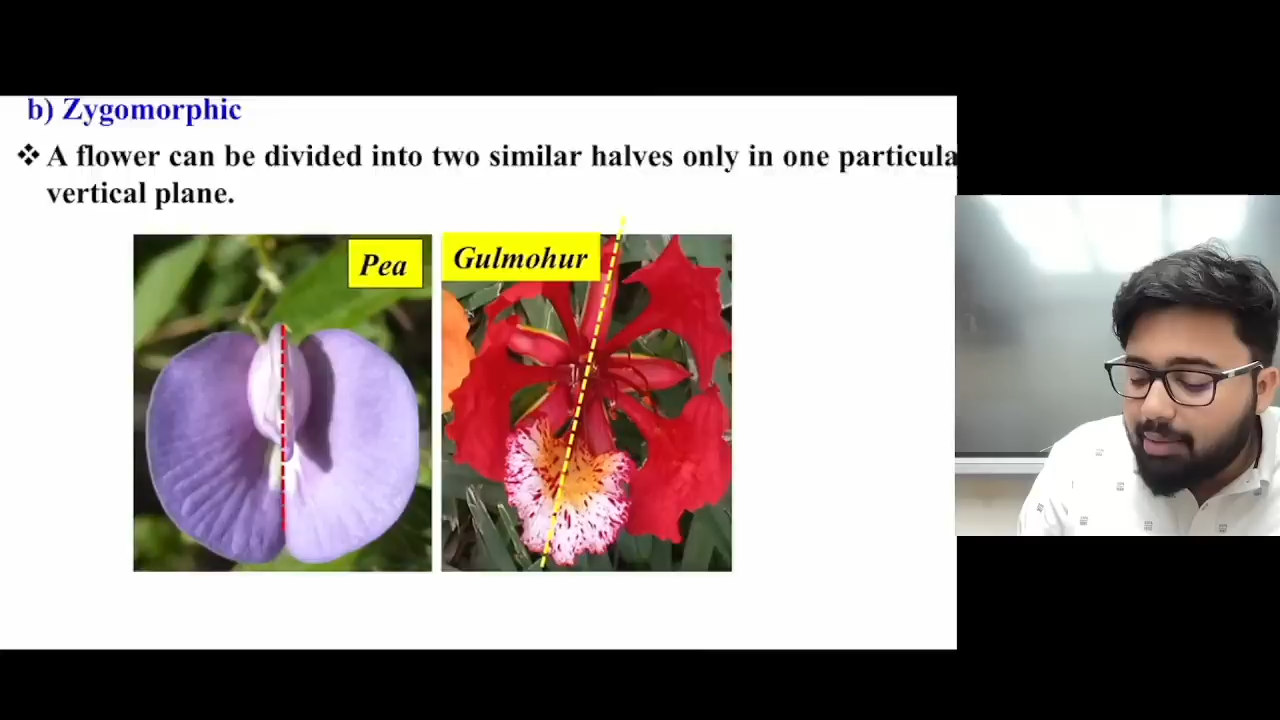 b) Zygomorphic
❖ A flower can be divided into two similar halves only in one particula
vertical plane.
Pea
Gulmohur